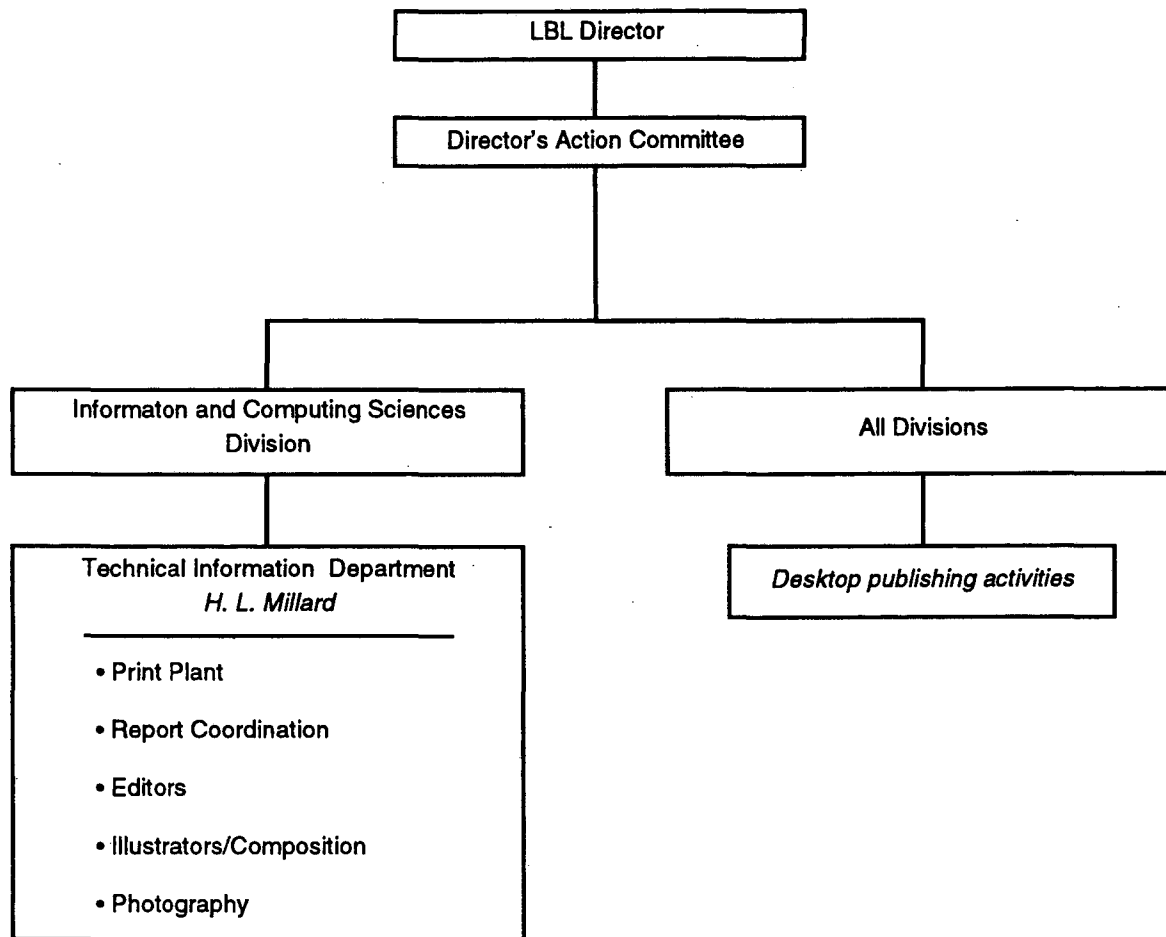 LBL Director
Director's Action Committee
Informaton and Computing Sciences
Division
All Divisions
Technical Information Department
H. L. Millard
• Print Plant
• Report Coordination
• Editors
• Illustrators/Composition
• Photography
Desktop publishing activities